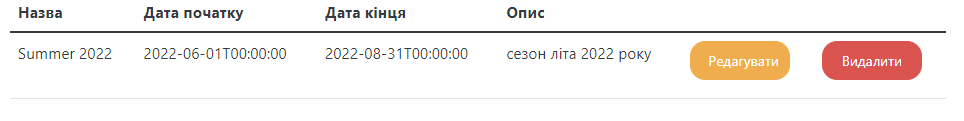 Назва Дата початку Дата кінця Опис
Summer 2022 2022-06-01T00:00:00 2022-08-31T00:00:00 сезон літа 2022 року Редагувати Видалити